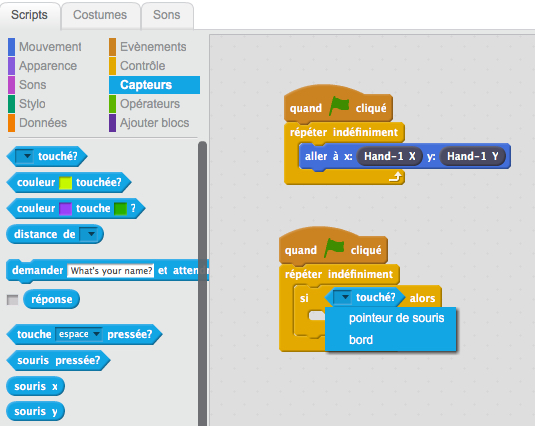 Scripts Costumes Sons
Mouvement Evènements
Apparence Contrôle
Sons Capteurs
Stylo Opérateurs
Données Ajouter blocs
touché?
couleur touchée?
couleur touche ?
distance de
demander What's your name? et atten
réponse
touche espace pressée?
souris pressée?
souris x
souris y
quand cliqué
répéter indéfiniment
aller à x: Hand-1 X y: Hand-1 Y
quand cliqué
répéter indéfiniment
si touché? alors
pointeur de souris
bord